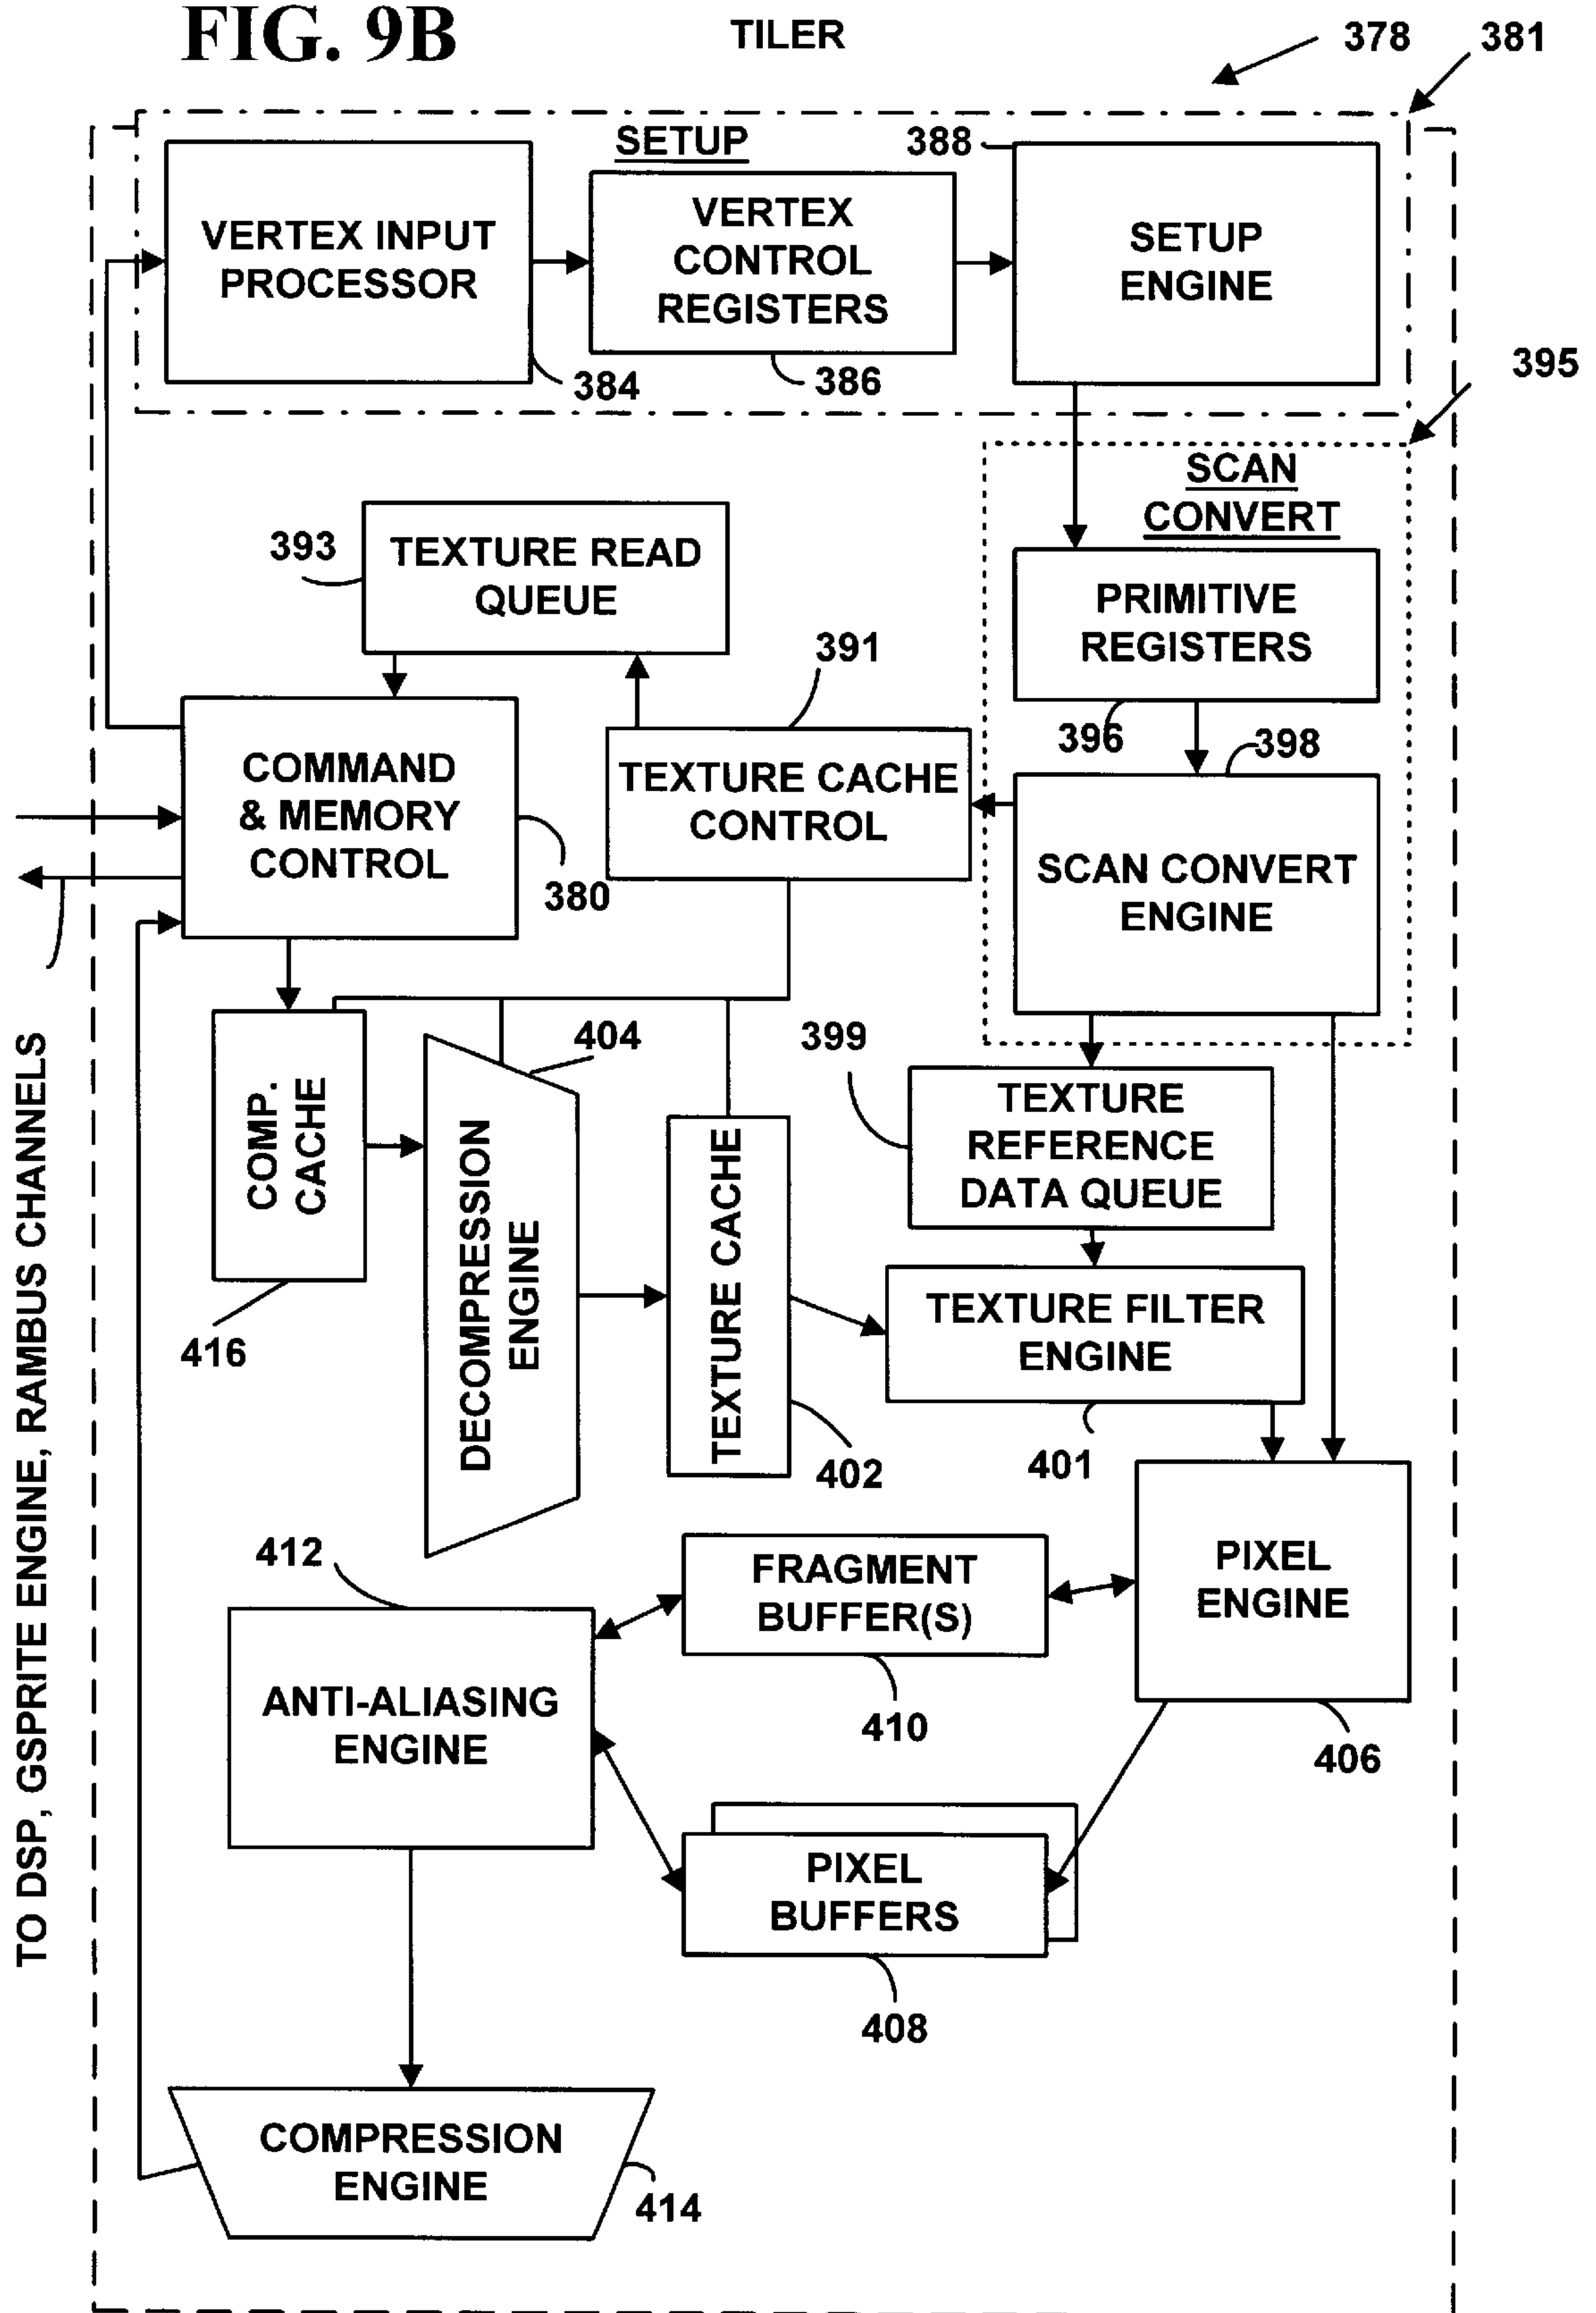 FIG. 9B
TILER
378
381
SETUP
388
VERTEX INPUT
PROCESSOR
VERTEX
CONTROL
REGISTERS
SETUP
ENGINE
384
386
395
SCAN
CONVERT
393
TEXTURE READ
QUEUE
PRIMITIVE
REGISTERS
391
396
398
COMMAND
& MEMORY
CONTROL
TEXTURE CACHE
CONTROL
380
SCAN CONVERT
ENGINE
404
399
COMP.
CACHE
TEXTURE
REFERENCE
DATA QUEUE
DECOMPRESSION
ENGINE
TEXTURE CACHE
TEXTURE FILTER
ENGINE
416
402
401
TO DSP, GSPRITE ENGINE, RAMBUS CHANNELS
412
FRAGMENT
BUFFER(S)
PIXEL
ENGINE
ANTI-ALIASING
ENGINE
410
406
PIXEL
BUFFERS
408
COMPRESSION
ENGINE
414